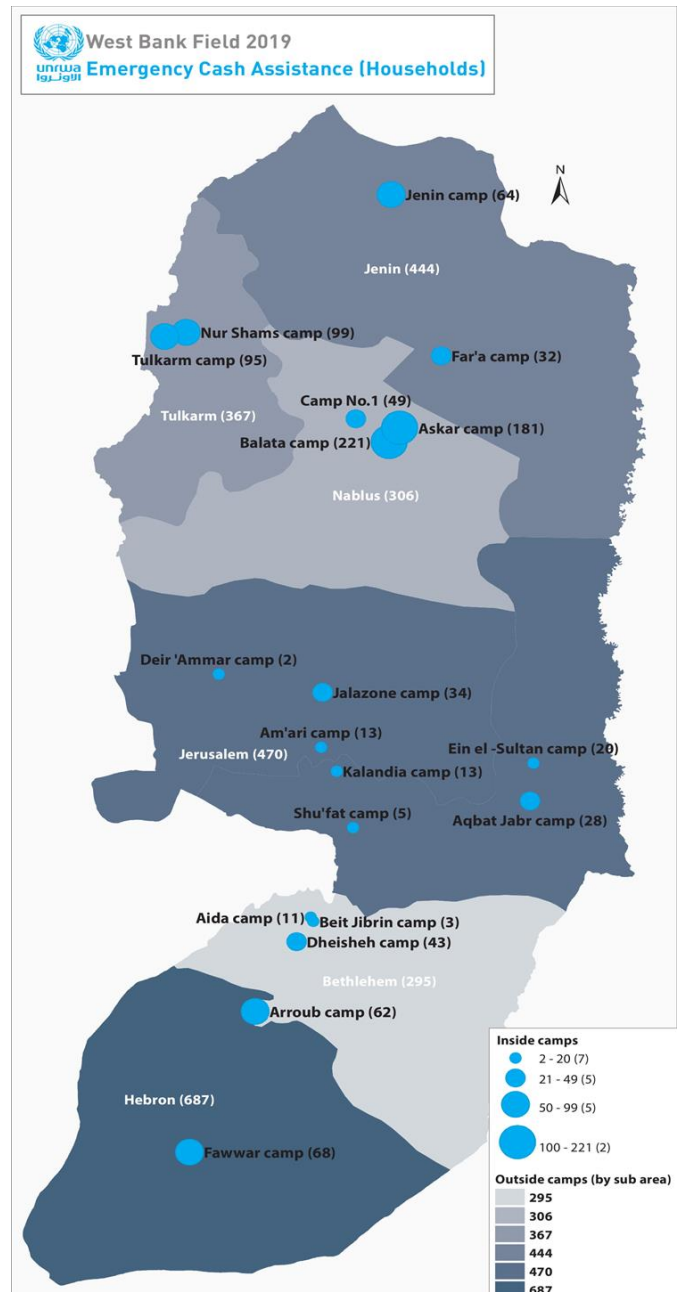 West Bank Field 2019
unrwa
الأونروا
Emergency Cash Assistance (Households)
N
Jenin camp (64)
Jenin (444)
Nur Shams camp (99)
Tulkarm camp (95)
Far'a camp (32)
Camp No.1 (49)
Tulkarm (367)
Askar camp (181)
Balata camp (221)
Nablus (306)
Deir 'Ammar camp (2)
Jalazone camp (34)
Am'ari camp (13)
Jerusalem (470)
Ein el -Sultan camp (20)
Kalandia camp (13)
Shu'fat camp (5)
Aqbat Jabr camp (28)
Aida camp (11)
Beit Jibrin camp (3)
Dheisheh camp (43)
Bethlehem (295)
Arroub camp (62)
Hebron (687)
Fawwar camp (68)
Inside camps
2 - 20 (7)
21 - 49 (5)
50 - 99 (5)
100 - 221 (2)
Outside camps (by sub area)
295
306
367
444
470
687